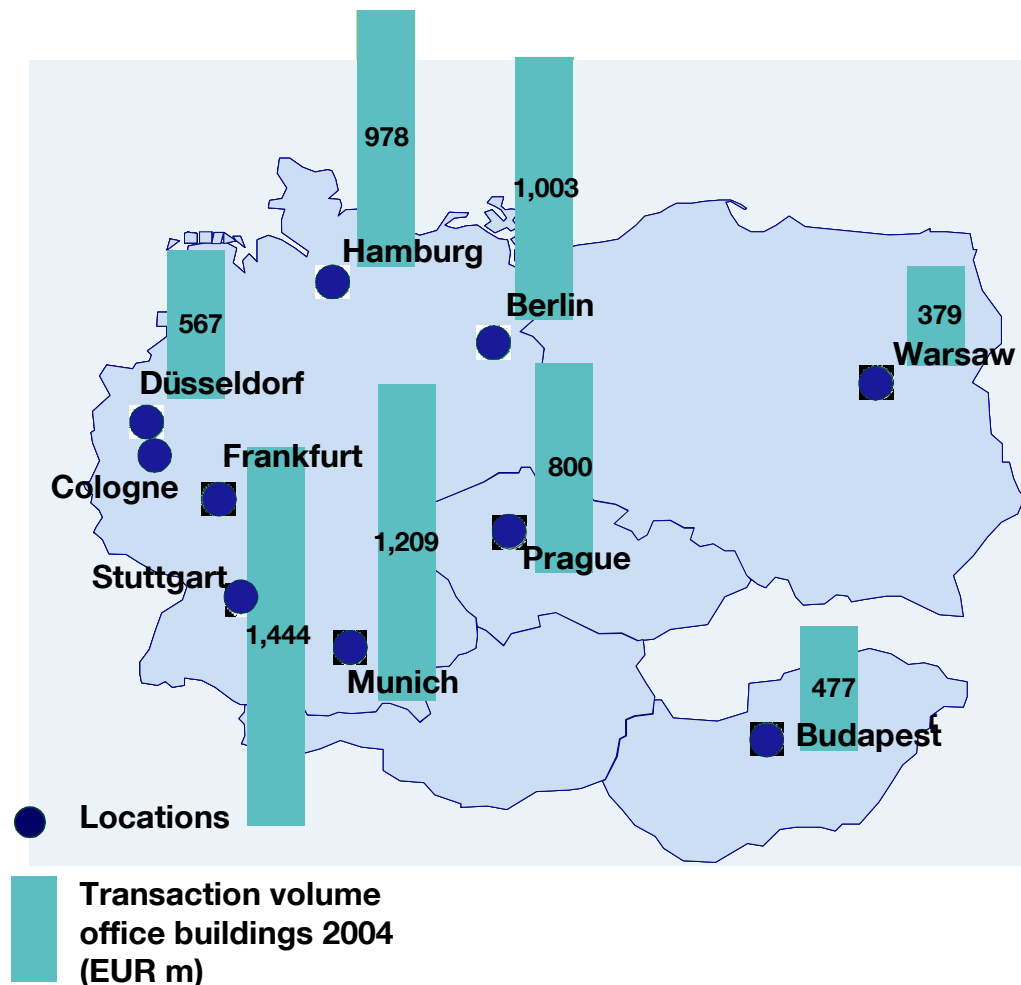 978
1,003
Hamburg
Berlin
567
379
Warsaw
Düsseldorf
Frankfurt
800
Cologne
1,209
Prague
Stuttgart
1,444
Munich
477
Budapest
Locations
Transaction volume
office buildings 2004
(EUR m)